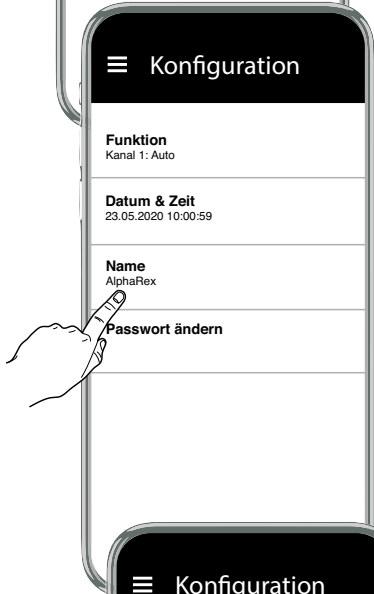 Konfiguration
Funktion
Kanal 1: Auto
Datum & Zeit
23.05.2020 10:00:59
Name
AlphaRex
Passwort ändern
Konfiguration